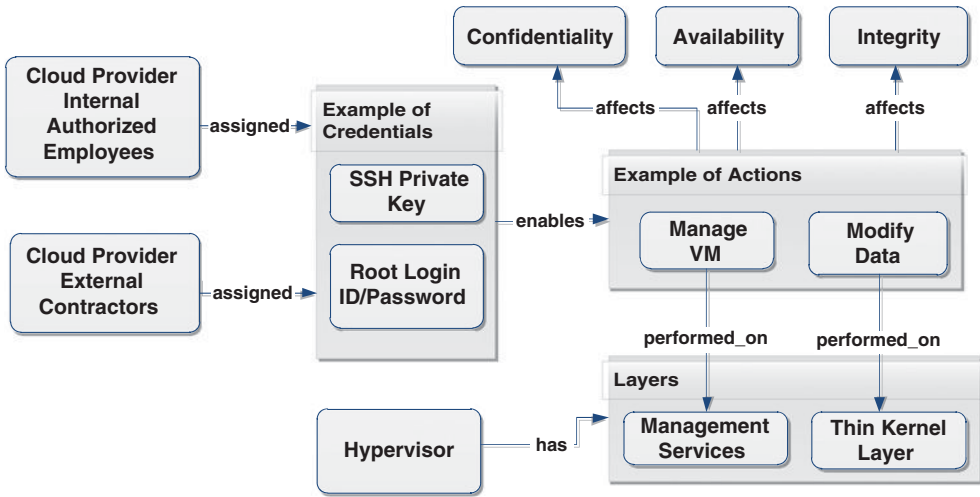 Confidentiality
Availability
Integrity
Cloud Provider
Internal
Authorized
Employees
assigned
Example of
Credentials
affects
affects
affects
SSH Private
Key
Root Login
ID/Password
Cloud Provider
External
Contractors
assigned
enables
Example of Actions
Manage
VM
Modify
Data
performed_on
performed_on
Hypervisor
has
Layers
Management
Services
Thin Kernel
Layer